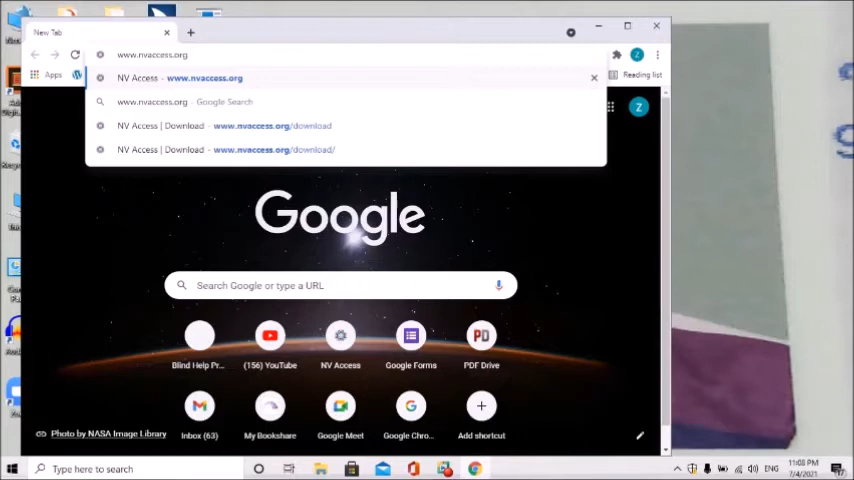 New Tab
www.nvaccess.org
NV Access - www.nvaccess.org
Apps
Reading list
www.nvaccess.org - Google Search
NV Access | Download - www.nvaccess.org/download
NV Access | Download - www.nvaccess.org/download/
Z
Z
Google
Search Google or type a URL
Blind Help Pr...
(156) YouTube
NV Access
Google Forms
PD
PDF Drive
Inbox (63)
My Bookshare
Google Meet
Google Chro...
Add shortcut
Photo by NASA Image Library
Type here to search
ENG
11:08 PM
7/4/2021